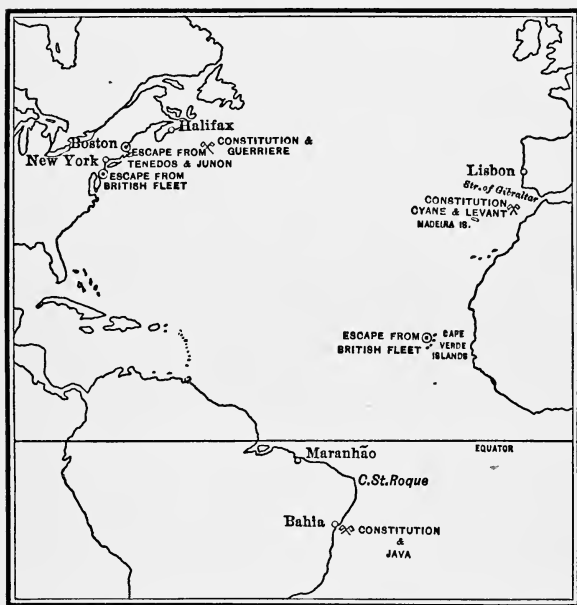 Halifax
Boston
CONSTITUTION &
GUERRIERE
ESCAPE FROM
TENEDOS & JUNON
New York
ESCAPE FROM
BRITISH FLEET
Lisbon
Str. of Gibraltar
CONSTITUTION
CYANE & LEVANT
MADEIRA IS.
ESCAPE FROM
BRITISH FLEET
CAPE
VERDE
ISLANDS
EQUATOR
Maranhão
C.St.Roque
Bahia
CONSTITUTION
&
JAVA